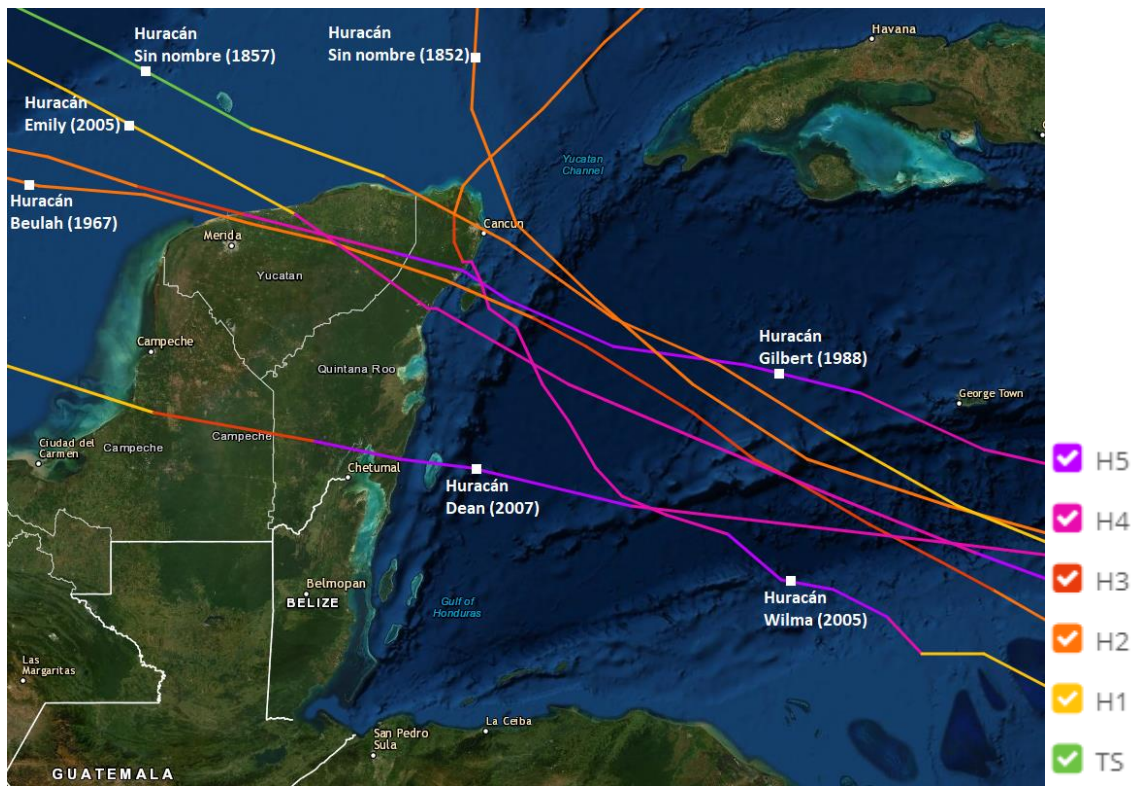 Huracán
Sin nombre (1857)
Huracán
Sin nombre (1852)
Havana
Huracán
Emily (2005)
Yucatan
Channel
Huracán
Beulah (1967)
Merida
Cancun
Yucatan
Campeche
Quintana Roo
Huracán
Gilbert (1988)
George Town
Ciudad del
Carmen
Campeche
Campeche
Chetumal
Huracán
Dean (2007)
Belmopan
BELIZE
Gulf of
Honduras
Huracán
Wilma (2005)
Las
Margaritas
San Pedro
Sula
La Ceiba
GUATEMALA
H5
H4
H3
H2
H1
TS